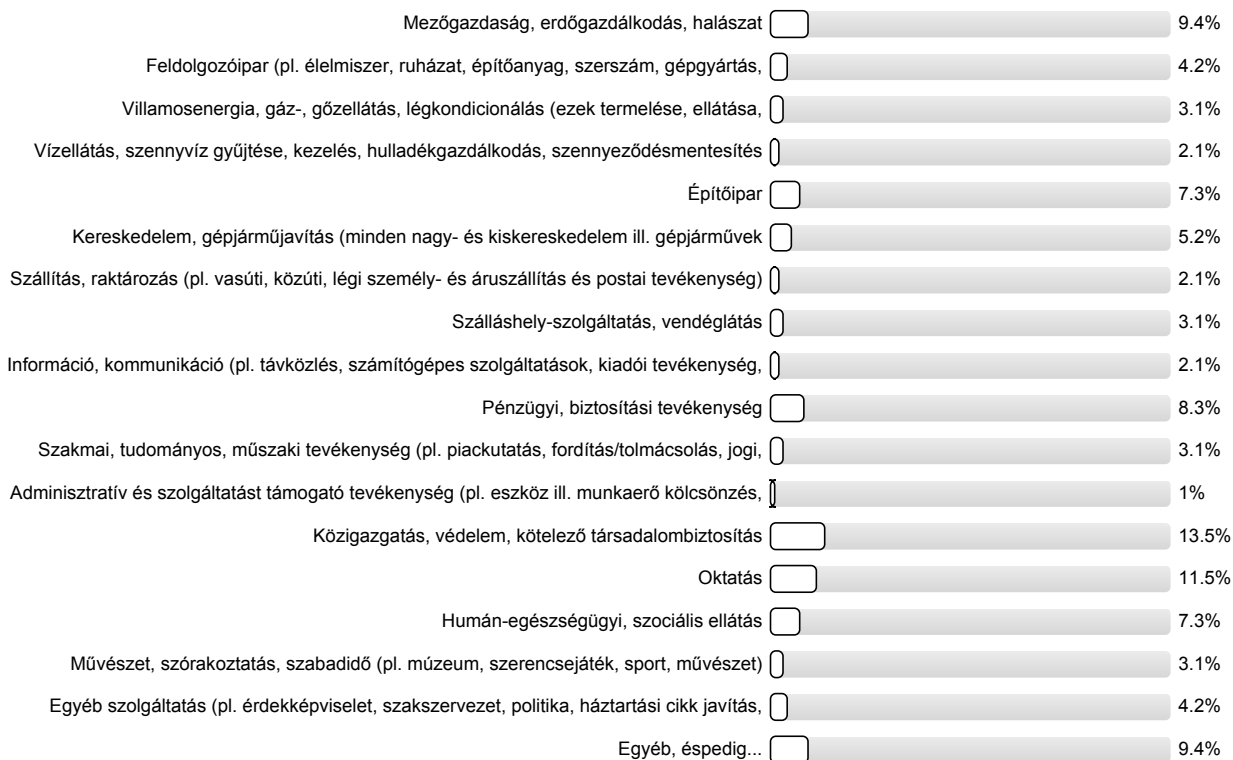 Mezőgazdaság, erdőgazdálkodás, halászat 9.4%
Feldolgozóipar (pl. élelmiszer, ruházat, építőanyag, szerszám, gépgyártás, 4.2%
Villamosenergia, gáz-, gőzellátás, légkondicionálás (ezek termelése, ellátása, 3.1%
Vízellátás, szennyvíz gyűjtése, kezelés, hulladékgazdálkodás, szennyeződésmentesítés 2.1%
Építőipar 7.3%
Kereskedelem, gépjárműjavítás (minden nagy- és kiskereskedelem ill. gépjárművek 5.2%
Szállítás, raktározás (pl. vasúti, közúti, légi személy- és áruszállítás és postai tevékenység) 2.1%
Szálláshely-szolgáltatás, vendéglátás 3.1%
Információ, kommunikáció (pl. távközlés, számítógépes szolgáltatások, kiadói tevékenység, 2.1%
Pénzügyi, biztosítási tevékenység 8.3%
Szakmai, tudományos, műszaki tevékenység (pl. piackutatás, fordítás/tolmácsolás, jogi, 3.1%
Adminisztratív és szolgáltatást támogató tevékenység (pl. eszköz ill. munkaerő kölcsönzés, 1%
Közigazgatás, védelem, kötelező társadalombiztosítás 13.5%
Oktatás 11.5%
Humán-egészségügyi, szociális ellátás 7.3%
Művészet, szórakoztatás, szabadidő (pl. múzeum, szerencsejáték, sport, művészet) 3.1%
Egyéb szolgáltatás (pl. érdekképviselet, szakszervezet, politika, háztartási cikk javítás, 4.2%
Egyéb, éspedig... 9.4%